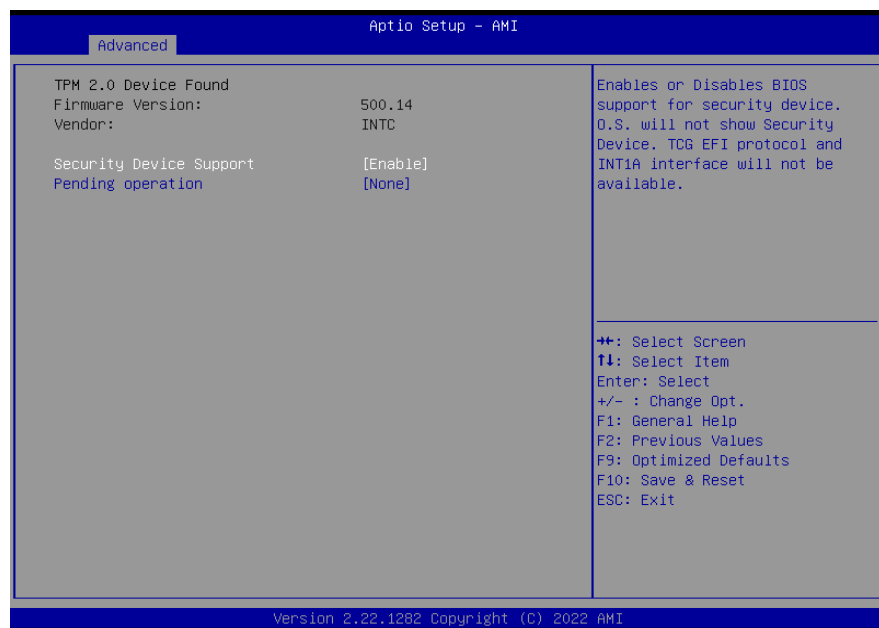 Aptio Setup – AMI
Advanced
TPM 2.0 Device Found
Firmware Version: 500.14
Vendor: INTC
Security Device Support [Enable]
Pending operation [None]
Enables or Disables BIOS
support for security device.
O.S. will not show Security
Device. TCG EFI protocol and
INT1A interface will not be
available.
→←: Select Screen
↑↓: Select Item
Enter: Select
+/- : Change Opt.
F1: General Help
F2: Previous Values
F9: Optimized Defaults
F10: Save & Reset
ESC: Exit
Version 2.22.1282 Copyright (C) 2022 AMI